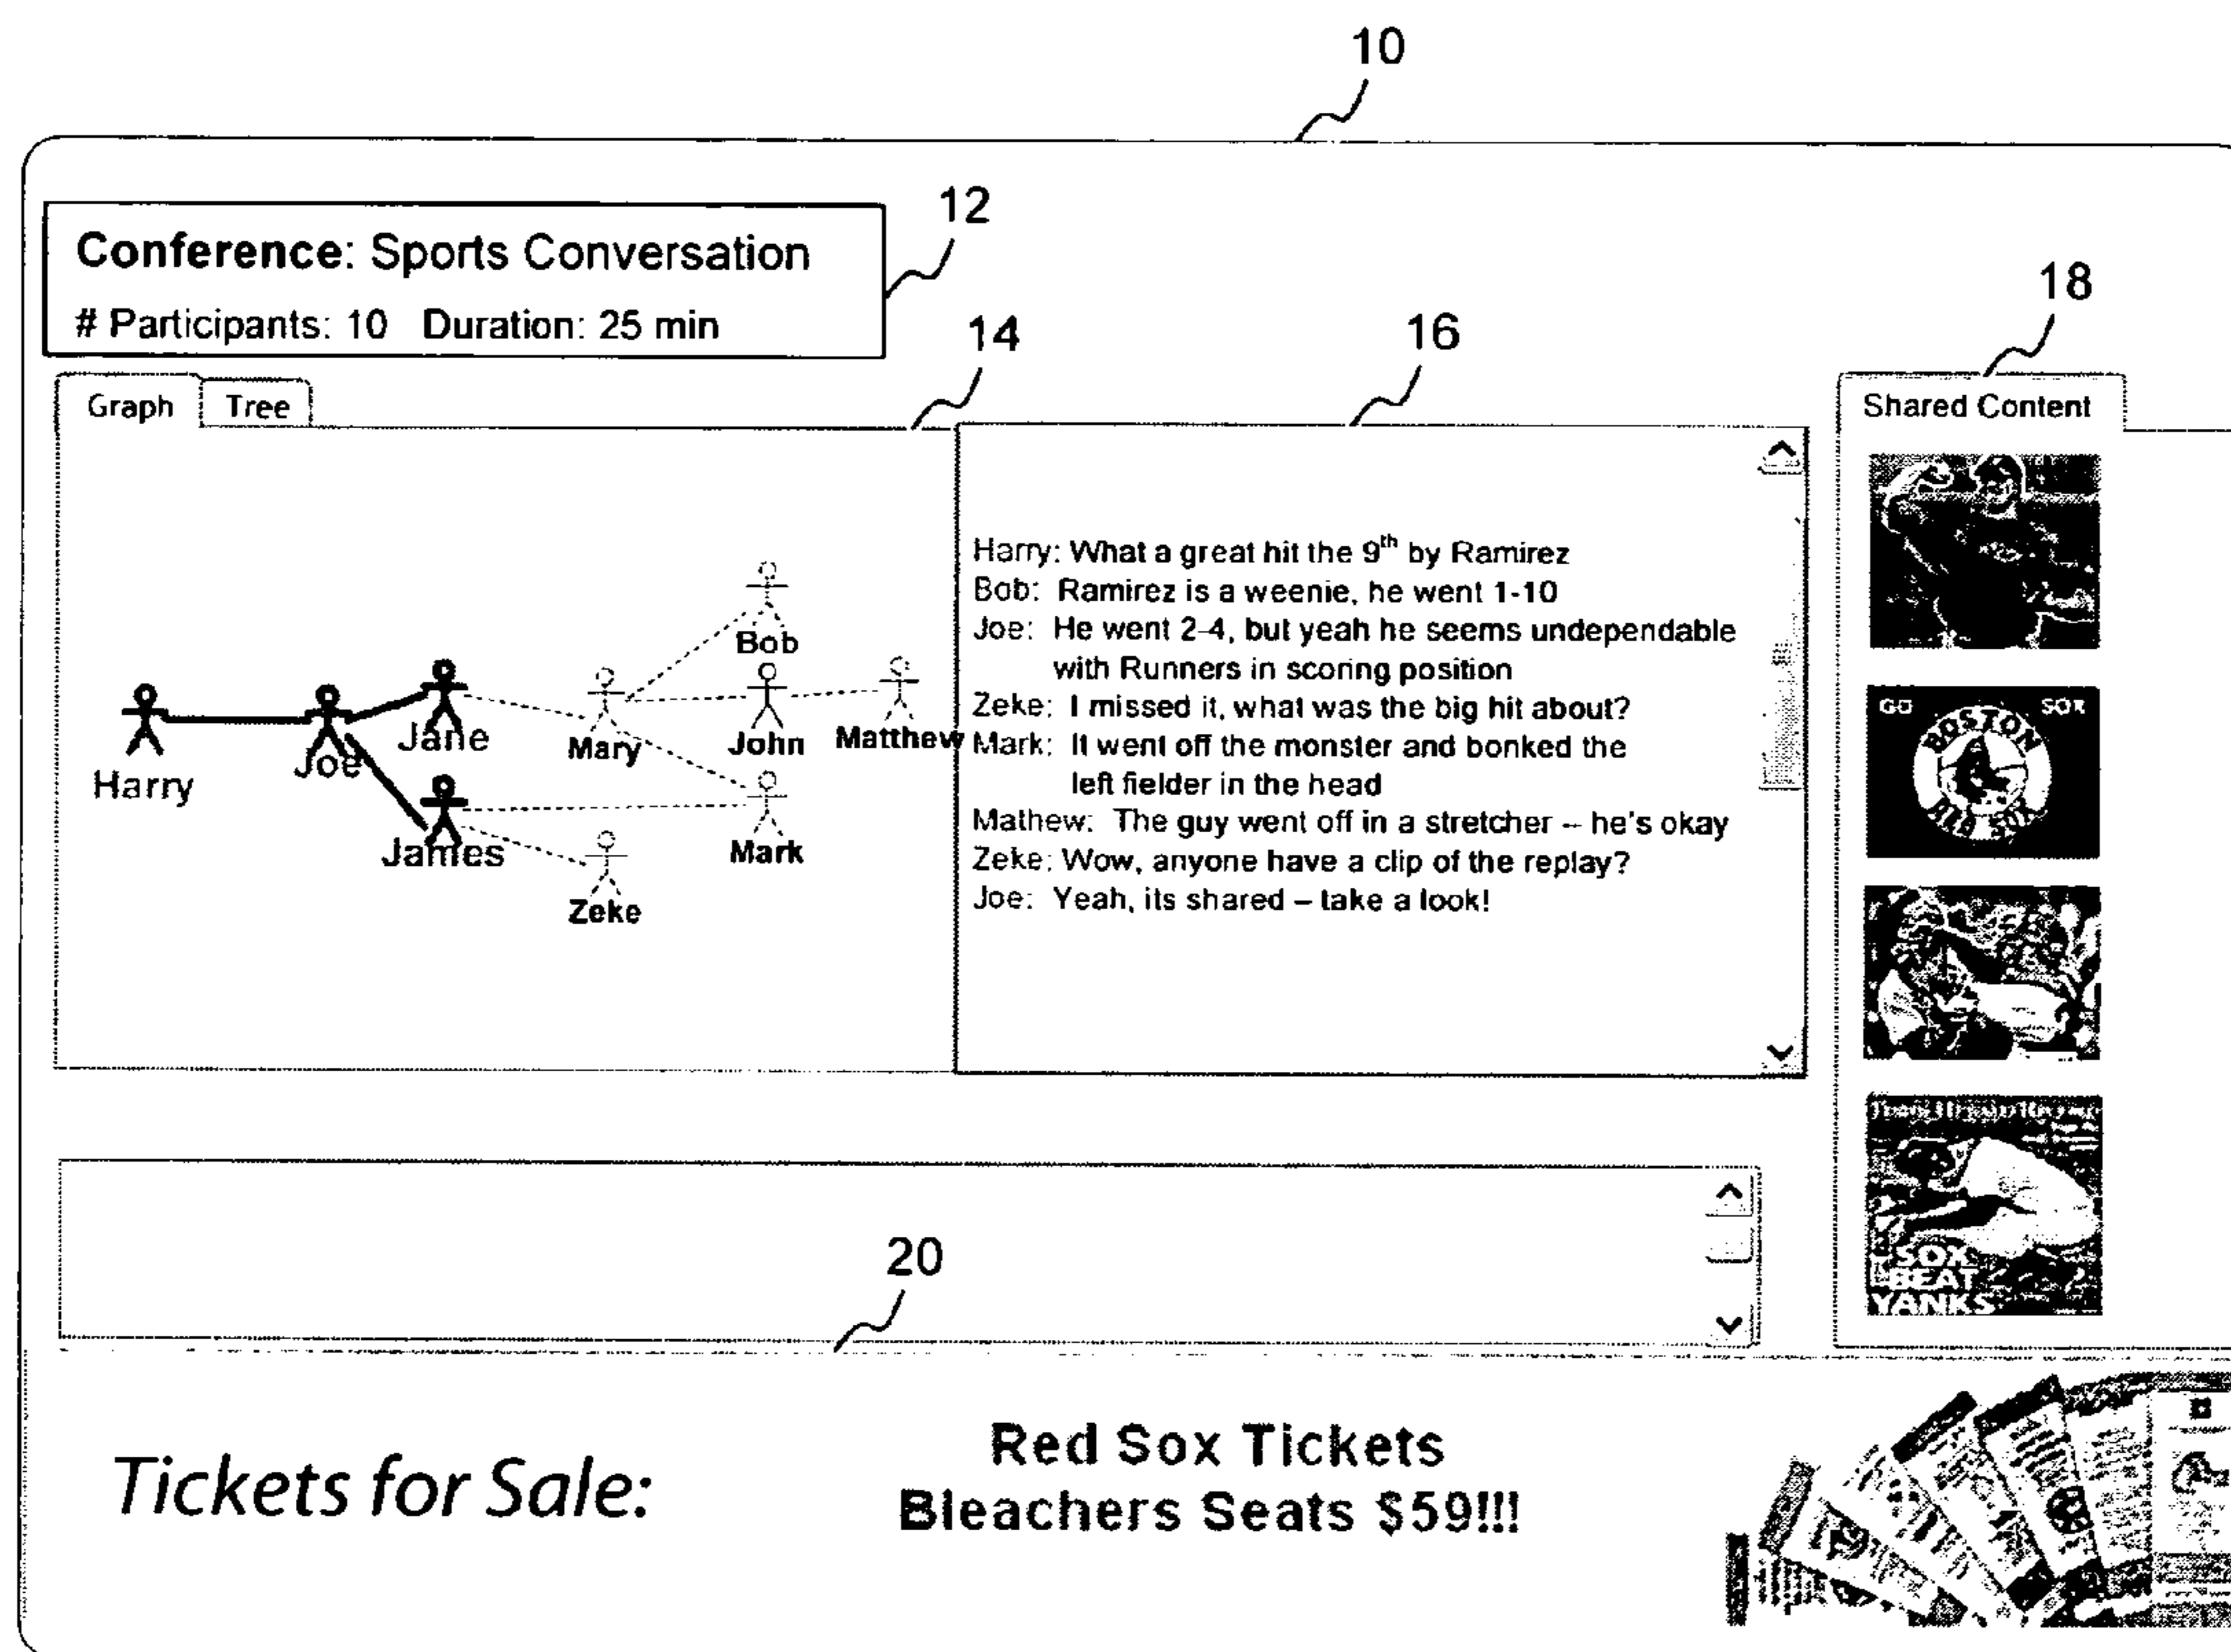 10
12
Conference: Sports Conversation
# Participants: 10 Duration: 25 min
14
16
18
Graph
Tree
Shared Content
Harry
Joe
Jane
James
Mary
Zeke
Bob
John
Matthew
Mark
Harry: What a great hit the 9th by Ramirez
Bob: Ramirez is a weenie, he went 1-10
Joe: He went 2-4, but yeah he seems undependable
with Runners in scoring position
Zeke: I missed it, what was the big hit about?
Mark: It went off the monster and bonked the
left fielder in the head
Mathew: The guy went off in a stretcher – he's okay
Zeke: Wow, anyone have a clip of the replay?
Joe: Yeah, its shared – take a look!
GO SOX
BOSTON
RED SOX
SOX
BEAT
YANKS
20
Tickets for Sale:
Red Sox Tickets
Bleachers Seats $59!!!